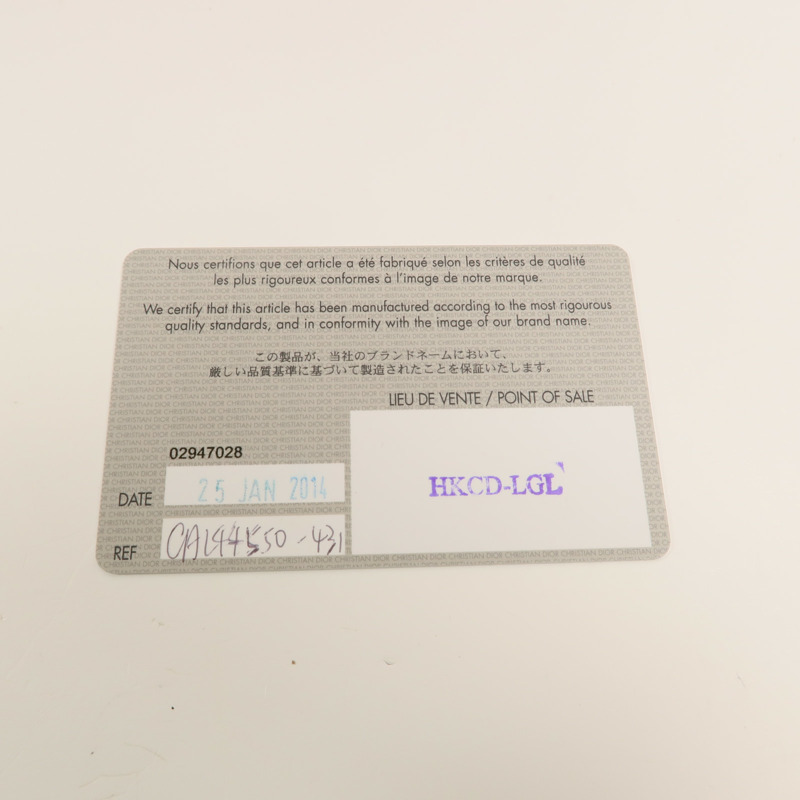 Nous certifions que cet article a été fabriqué selon les critères de qualité
les plus rigoureux conformes à l'image de notre marque.
We certify that this article has been manufactured according to the most rigourous
quality standards, and in conformity with the image of our brand name.
この製品が、当社のブランドネームにおいて、
厳しい品質基準に基づいて製造されたことを保証いたします。
LIEU DE VENTE / POINT OF SALE
02947028
DATE 25 JAN 2014
HKCD-LGL
REF